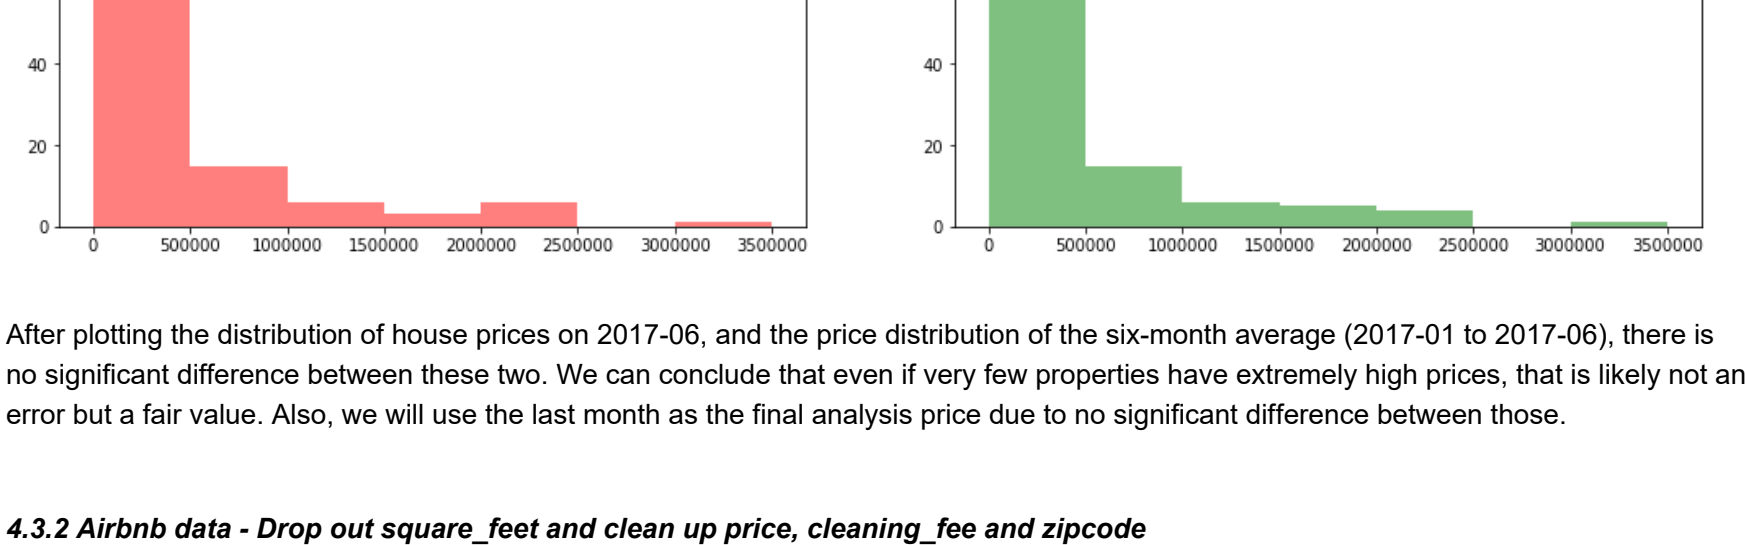 40 40
20 20
0 0
0 500000 1000000 1500000 2000000 2500000 3000000 3500000 0 500000 1000000 1500000 2000000 2500000 3000000 3500000
After plotting the distribution of house prices on 2017-06, and the price distribution of the six-month average (2017-01 to 2017-06), there is
no significant difference between these two. We can conclude that even if very few properties have extremely high prices, that is likely not an
error but a fair value. Also, we will use the last month as the final analysis price due to no significant difference between those.
4.3.2 Airbnb data - Drop out square_feet and clean up price, cleaning_fee and zipcode